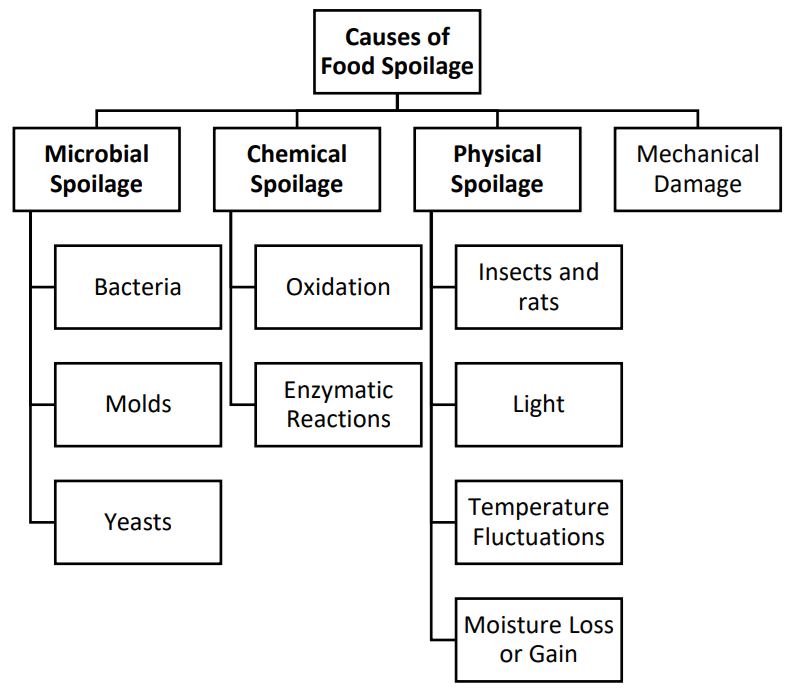 Causes of
Food Spoilage
Microbial
Spoilage
Chemical
Spoilage
Physical
Spoilage
Mechanical
Damage
Bacteria
Molds
Yeasts
Oxidation
Enzymatic
Reactions
Insects and
rats
Light
Temperature
Fluctuations
Moisture Loss
or Gain